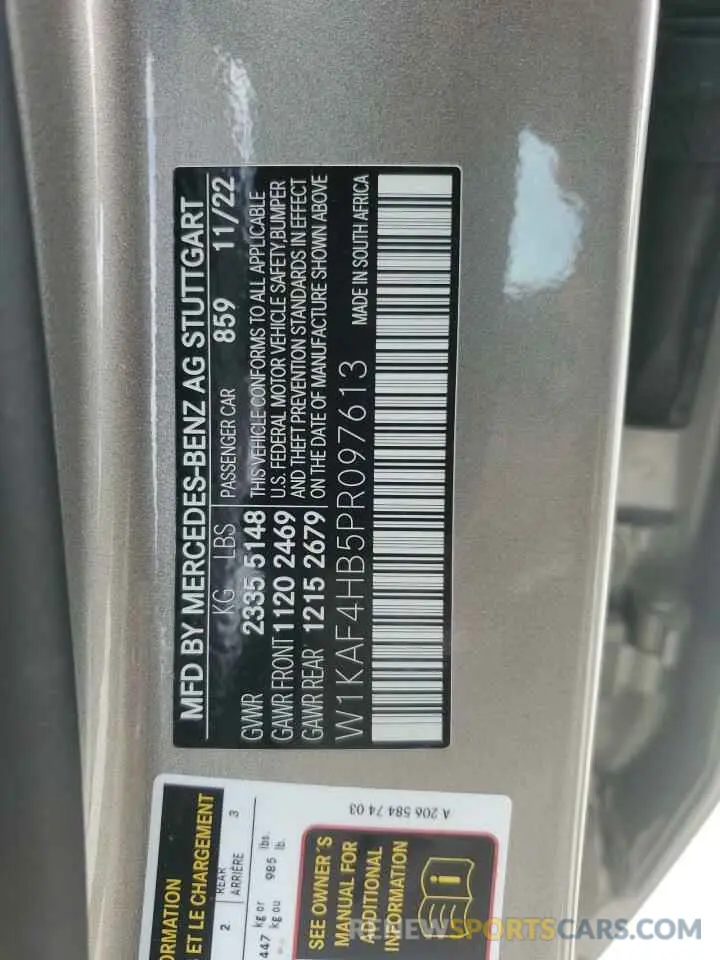 MFD BY MERCEDES-BENZ AG STUTTGART
KG LBS PASSENGER CAR 859 11/22
GVWR 2335 5148 THIS VEHICLE CONFORMS TO ALL APPLICABLE
GAWR FRONT 1120 2469 U.S. FEDERAL MOTOR VEHICLE SAFETY, BUMPER
GAWR REAR 1215 2679 AND THEFT PREVENTION STANDARDS IN EFFECT
ON THE DATE OF MANUFACTURE SHOWN ABOVE
W1KAF4HB5PR097613 MADE IN SOUTH AFRICA
ORMATION
ET LE CHARGEMENT
2 REAR ARRIÈRE 3
447 kg or kg ou 985 lbs. lb.
SEE OWNER´S
MANUAL FOR
ADDITIONAL
INFORMATION
i
A 206 584 74 03
RENEWSPORTSCARS.COM